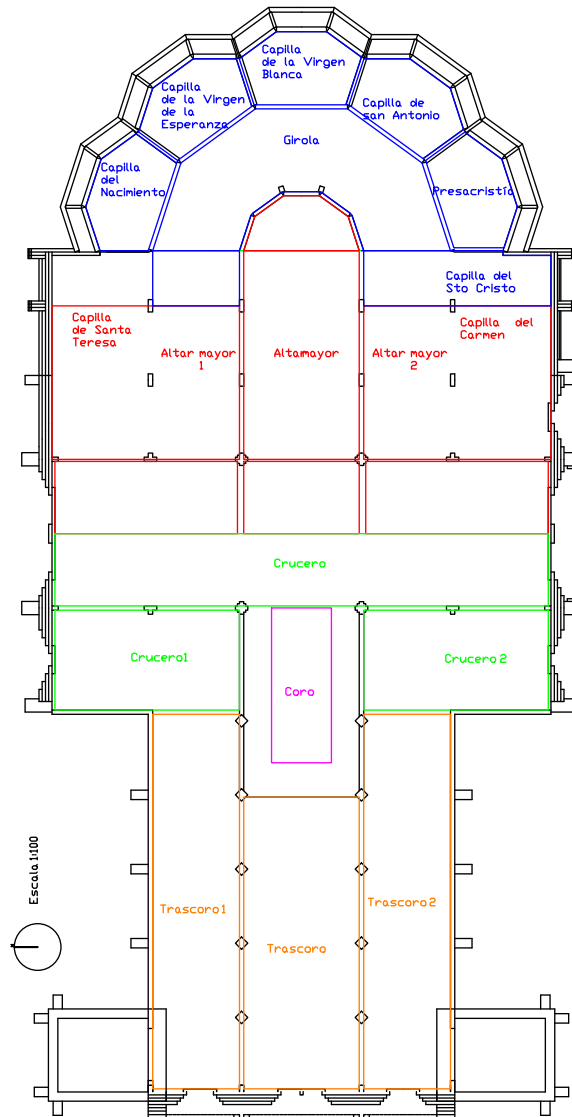 Capilla
de la Virgen
Blanca
Capilla
de la Virgen
de la
Esperanza
Capilla de
san Antonio
Girola
Capilla
del
Nacimiento
Presacristía
Capilla del
Sto Cristo
Capilla
de Santa
Teresa
Capilla del
Carmen
Altar mayor
1
Altamayor
Altar mayor
2
Crucero
Crucero1
Crucero 2
Coro
Escala 1:100
Trascoro 1
Trascoro 2
Trascoro